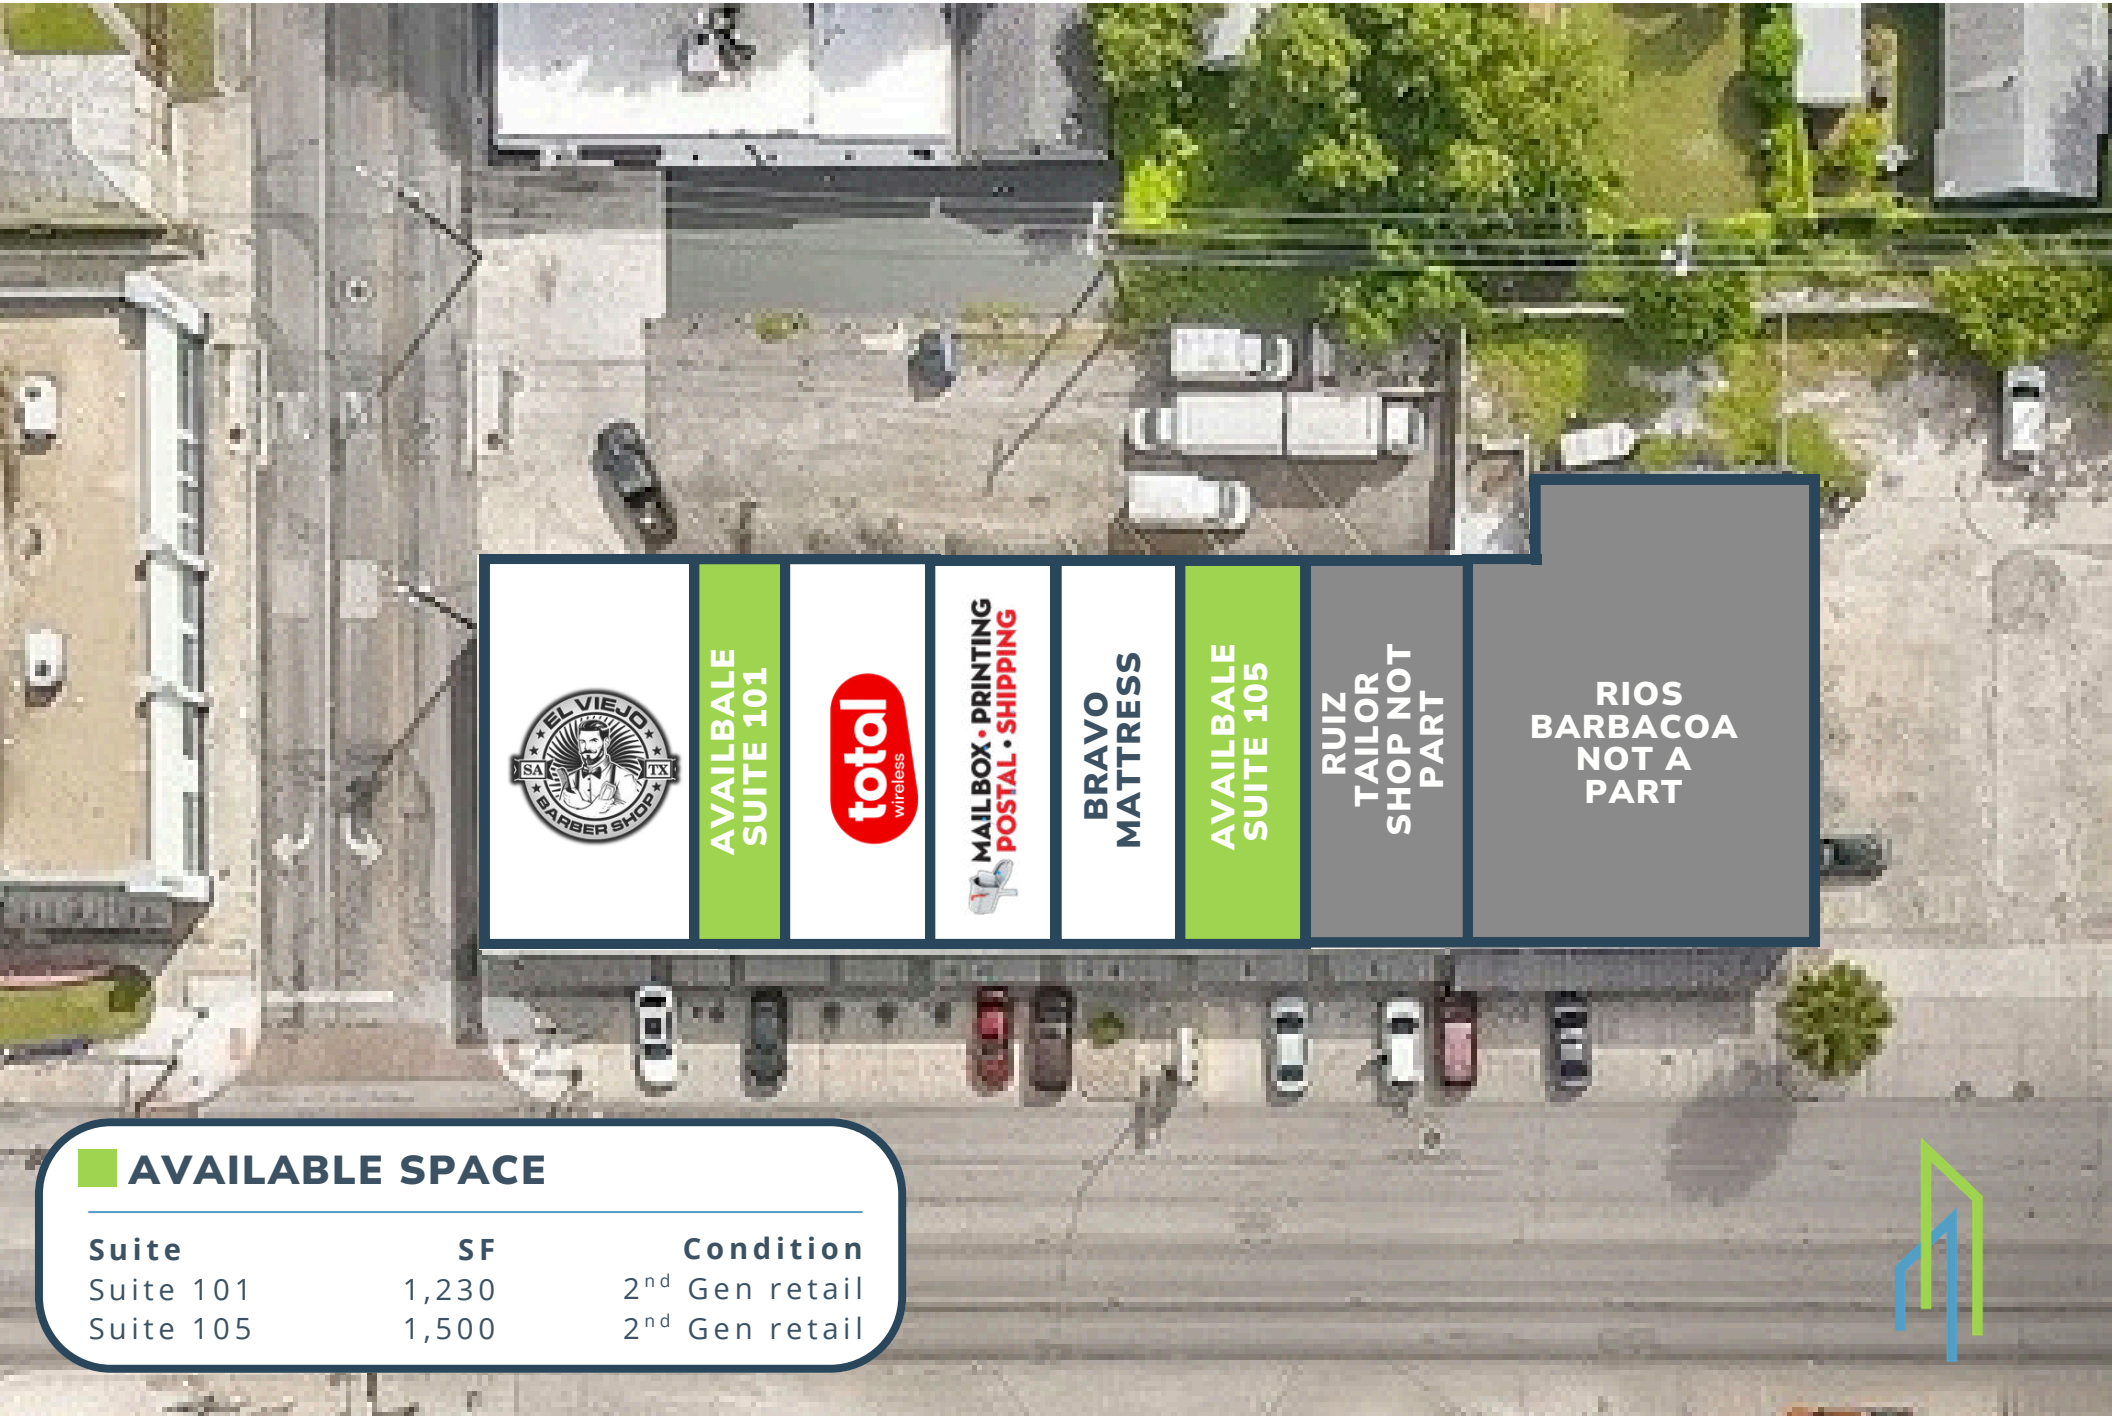 EL VIEJO
SA TX
BARBER SHOP
AVAILBALE
SUITE 101
total
wireless
MAILBOX • PRINTING
POSTAL • SHIPPING
BRAVO
MATTRESS
AVAILBALE
SUITE 105
RUIZ
TAILOR
SHOP NOT
PART
RIOS
BARBACOA
NOT A
PART
AVAILABLE SPACE
Suite SF Condition
Suite 101 1,230 2nd Gen retail
Suite 105 1,500 2nd Gen retail